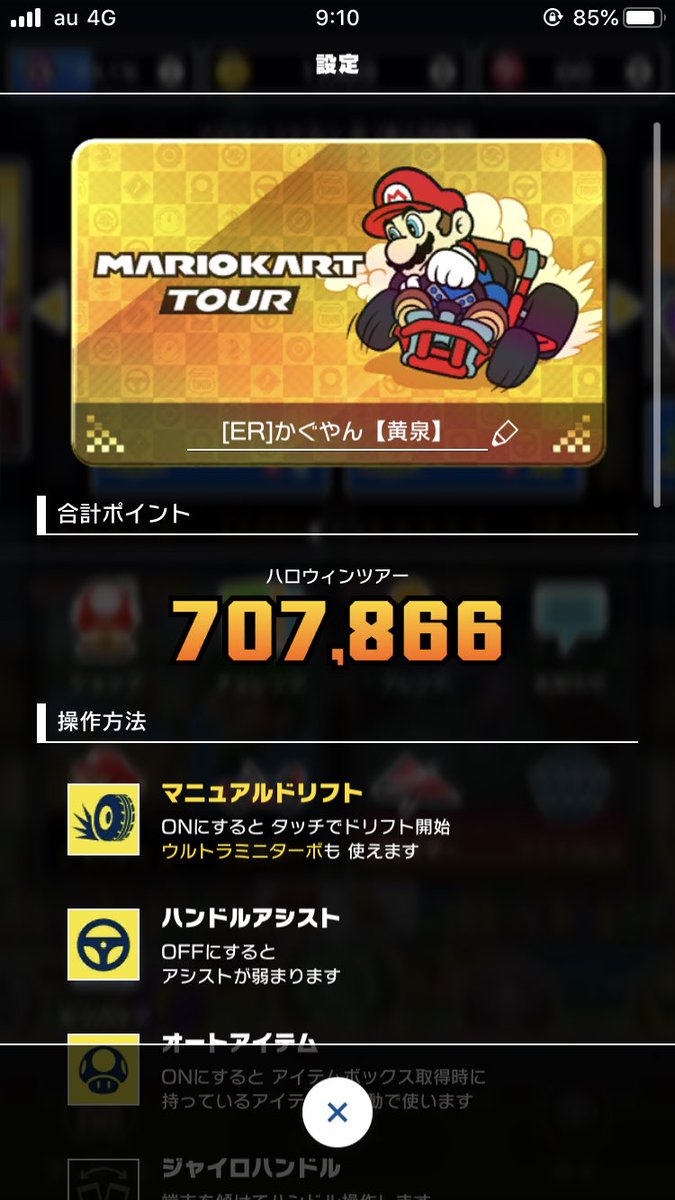 au 4G
9:10
85%
設定
MARIOKART
TOUR
[ER]かぐやん【黄泉】
合計ポイント
ハロウィンツアー
707,866
操作方法
マニュアルドリフト
ONにすると タッチでドリフト開始
ウルトラミニターボも 使えます
ハンドルアシスト
OFFにすると
アシストが弱まります
オートアイテム
ONにすると アイテムボックス取得時に
持っているアイテ 動で使います
ジャイロハンドル